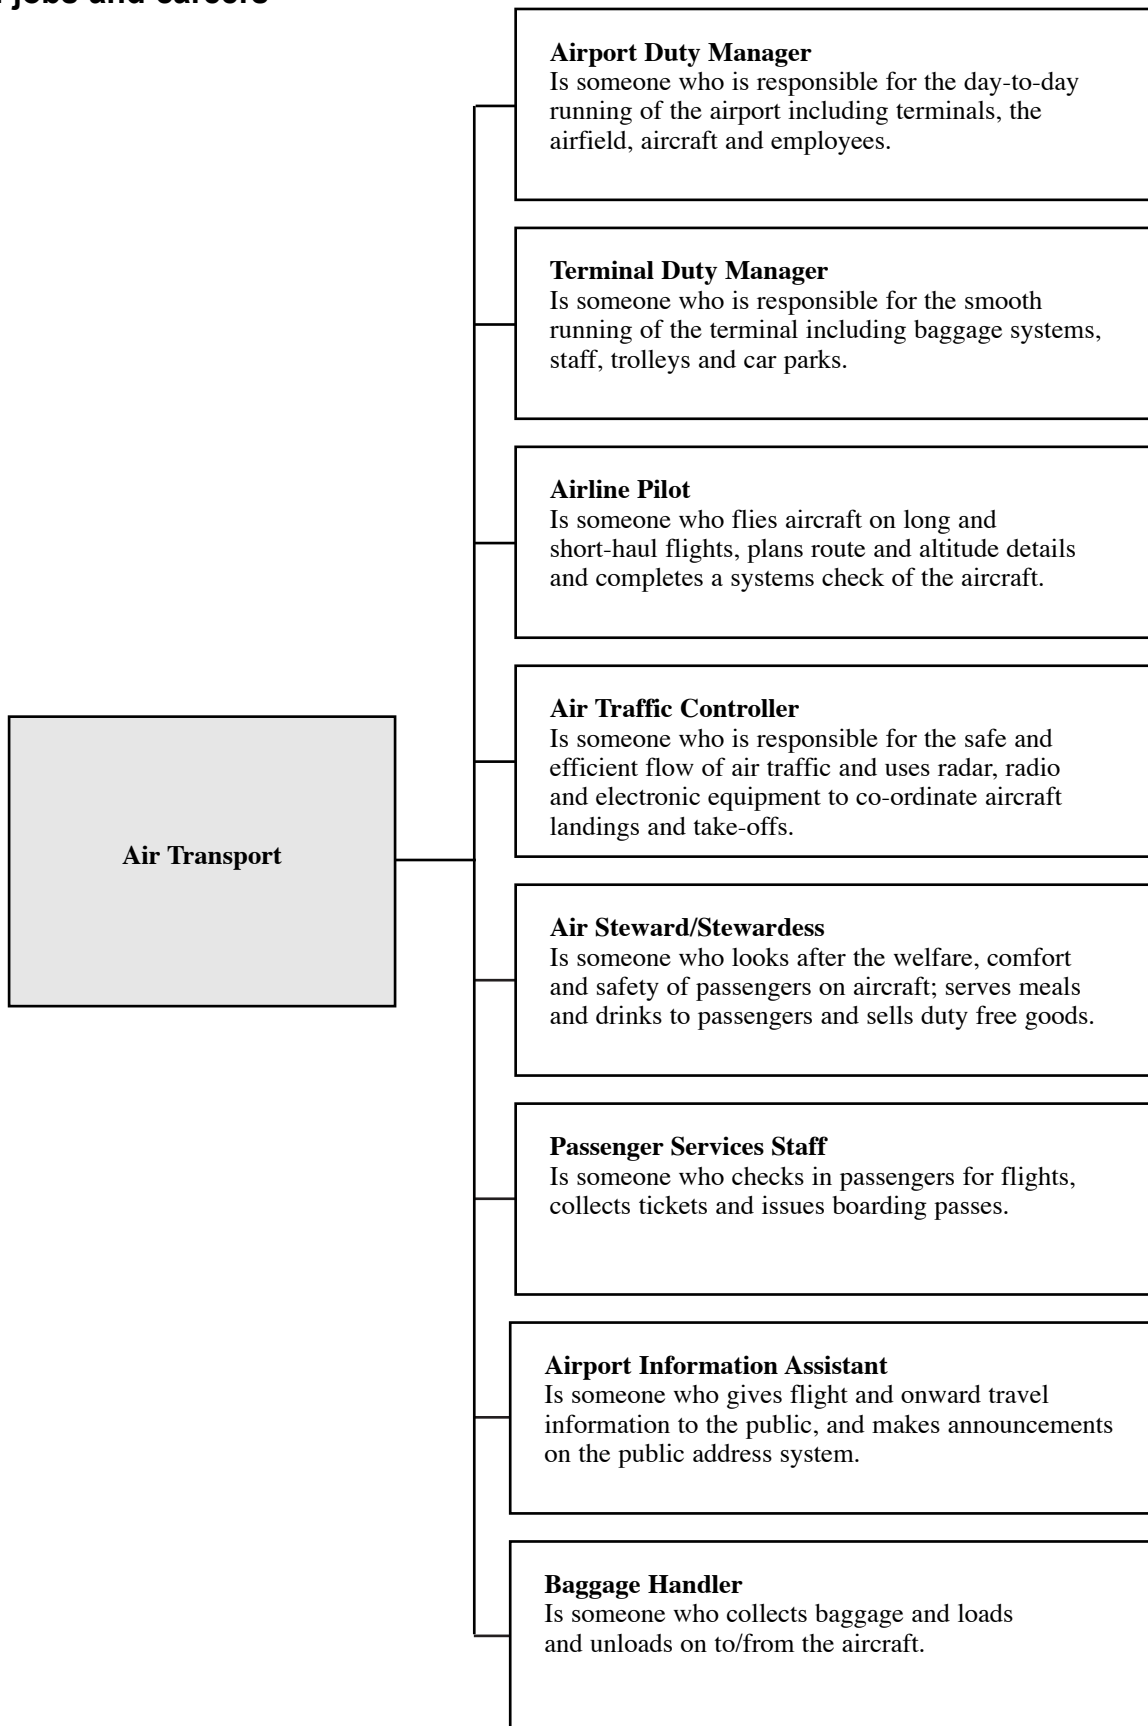 jobs and careers
Airport Duty Manager
Is someone who is responsible for the day-to-day
running of the airport including terminals, the
airfield, aircraft and employees.
Terminal Duty Manager
Is someone who is responsible for the smooth
running of the terminal including baggage systems,
staff, trolleys and car parks.
Airline Pilot
Is someone who flies aircraft on long and
short-haul flights, plans route and altitude details
and completes a systems check of the aircraft.
Air Traffic Controller
Is someone who is responsible for the safe and
efficient flow of air traffic and uses radar, radio
and electronic equipment to co-ordinate aircraft
landings and take-offs.
Air Transport
Air Steward/Stewardess
Is someone who looks after the welfare, comfort
and safety of passengers on aircraft; serves meals
and drinks to passengers and sells duty free goods.
Passenger Services Staff
Is someone who checks in passengers for flights,
collects tickets and issues boarding passes.
Airport Information Assistant
Is someone who gives flight and onward travel
information to the public, and makes announcements
on the public address system.
Baggage Handler
Is someone who collects baggage and loads
and unloads on to/from the aircraft.